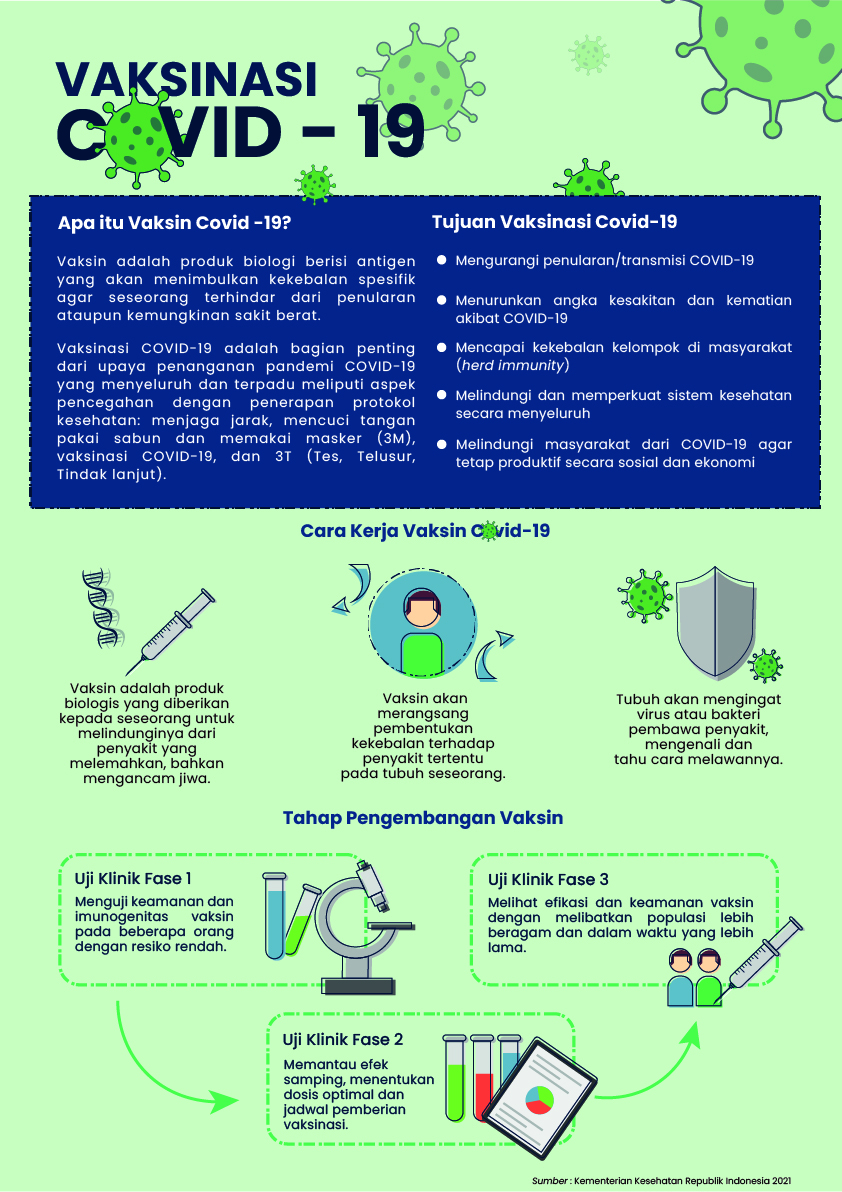 VAKSINASI
COVID - 19
Apa itu Vaksin Covid -19?
Vaksin adalah produk biologi berisi antigen
yang akan menimbulkan kekebalan spesifik
agar seseorang terhindar dari penularan
ataupun kemungkinan sakit berat.
Vaksinasi COVID-19 adalah bagian penting
dari upaya penanganan pandemi COVID-19
yang menyeluruh dan terpadu meliputi aspek
pencegahan dengan penerapan protokol
kesehatan: menjaga jarak, mencuci tangan
pakai sabun dan memakai masker (3M),
vaksinasi COVID-19, dan 3T (Tes, Telusur,
Tindak lanjut).
Tujuan Vaksinasi Covid-19
Mengurangi penularan/transmisi COVID-19
Menurunkan angka kesakitan dan kematian
akibat COVID-19
Mencapai kekebalan kelompok di masyarakat
(herd immunity)
Melindungi dan memperkuat sistem kesehatan
secara menyeluruh
Melindungi masyarakat dari COVID-19 agar
tetap produktif secara sosial dan ekonomi
Cara Kerja Vaksin Covid-19
Vaksin adalah produk
biologis yang diberikan
kepada seseorang untuk
melindunginya dari
penyakit yang
melemahkan, bahkan
mengancam jiwa.
Vaksin akan
merangsang
pembentukan
kekebalan terhadap
penyakit tertentu
pada tubuh seseorang.
Tubuh akan mengingat
virus atau bakteri
pembawa penyakit,
mengenali dan
tahu cara melawannya.
Tahap Pengembangan Vaksin
Uji Klinik Fase 1
Menguji keamanan dan
imunogenitas vaksin
pada beberapa orang
dengan resiko rendah.
Uji Klinik Fase 2
Memantau efek
samping, menentukan
dosis optimal dan
jadwal pemberian
vaksinasi.
Uji Klinik Fase 3
Melihat efikasi dan keamanan vaksin
dengan melibatkan populasi lebih
beragam dan dalam waktu yang lebih
lama.
Sumber : Kementerian Kesehatan Republik Indonesia 2021